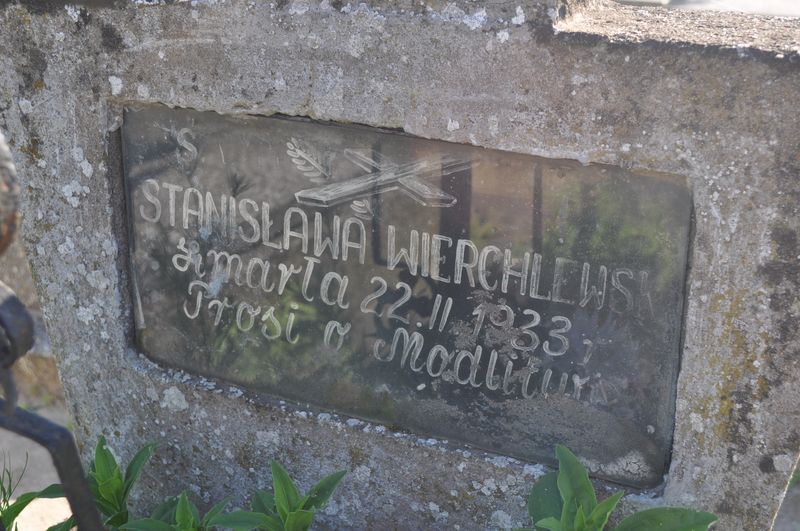 Ś
STANISŁAWA WIERCHLEWSK
zmarła 22.II 1933,
Prosi o Modlitwę